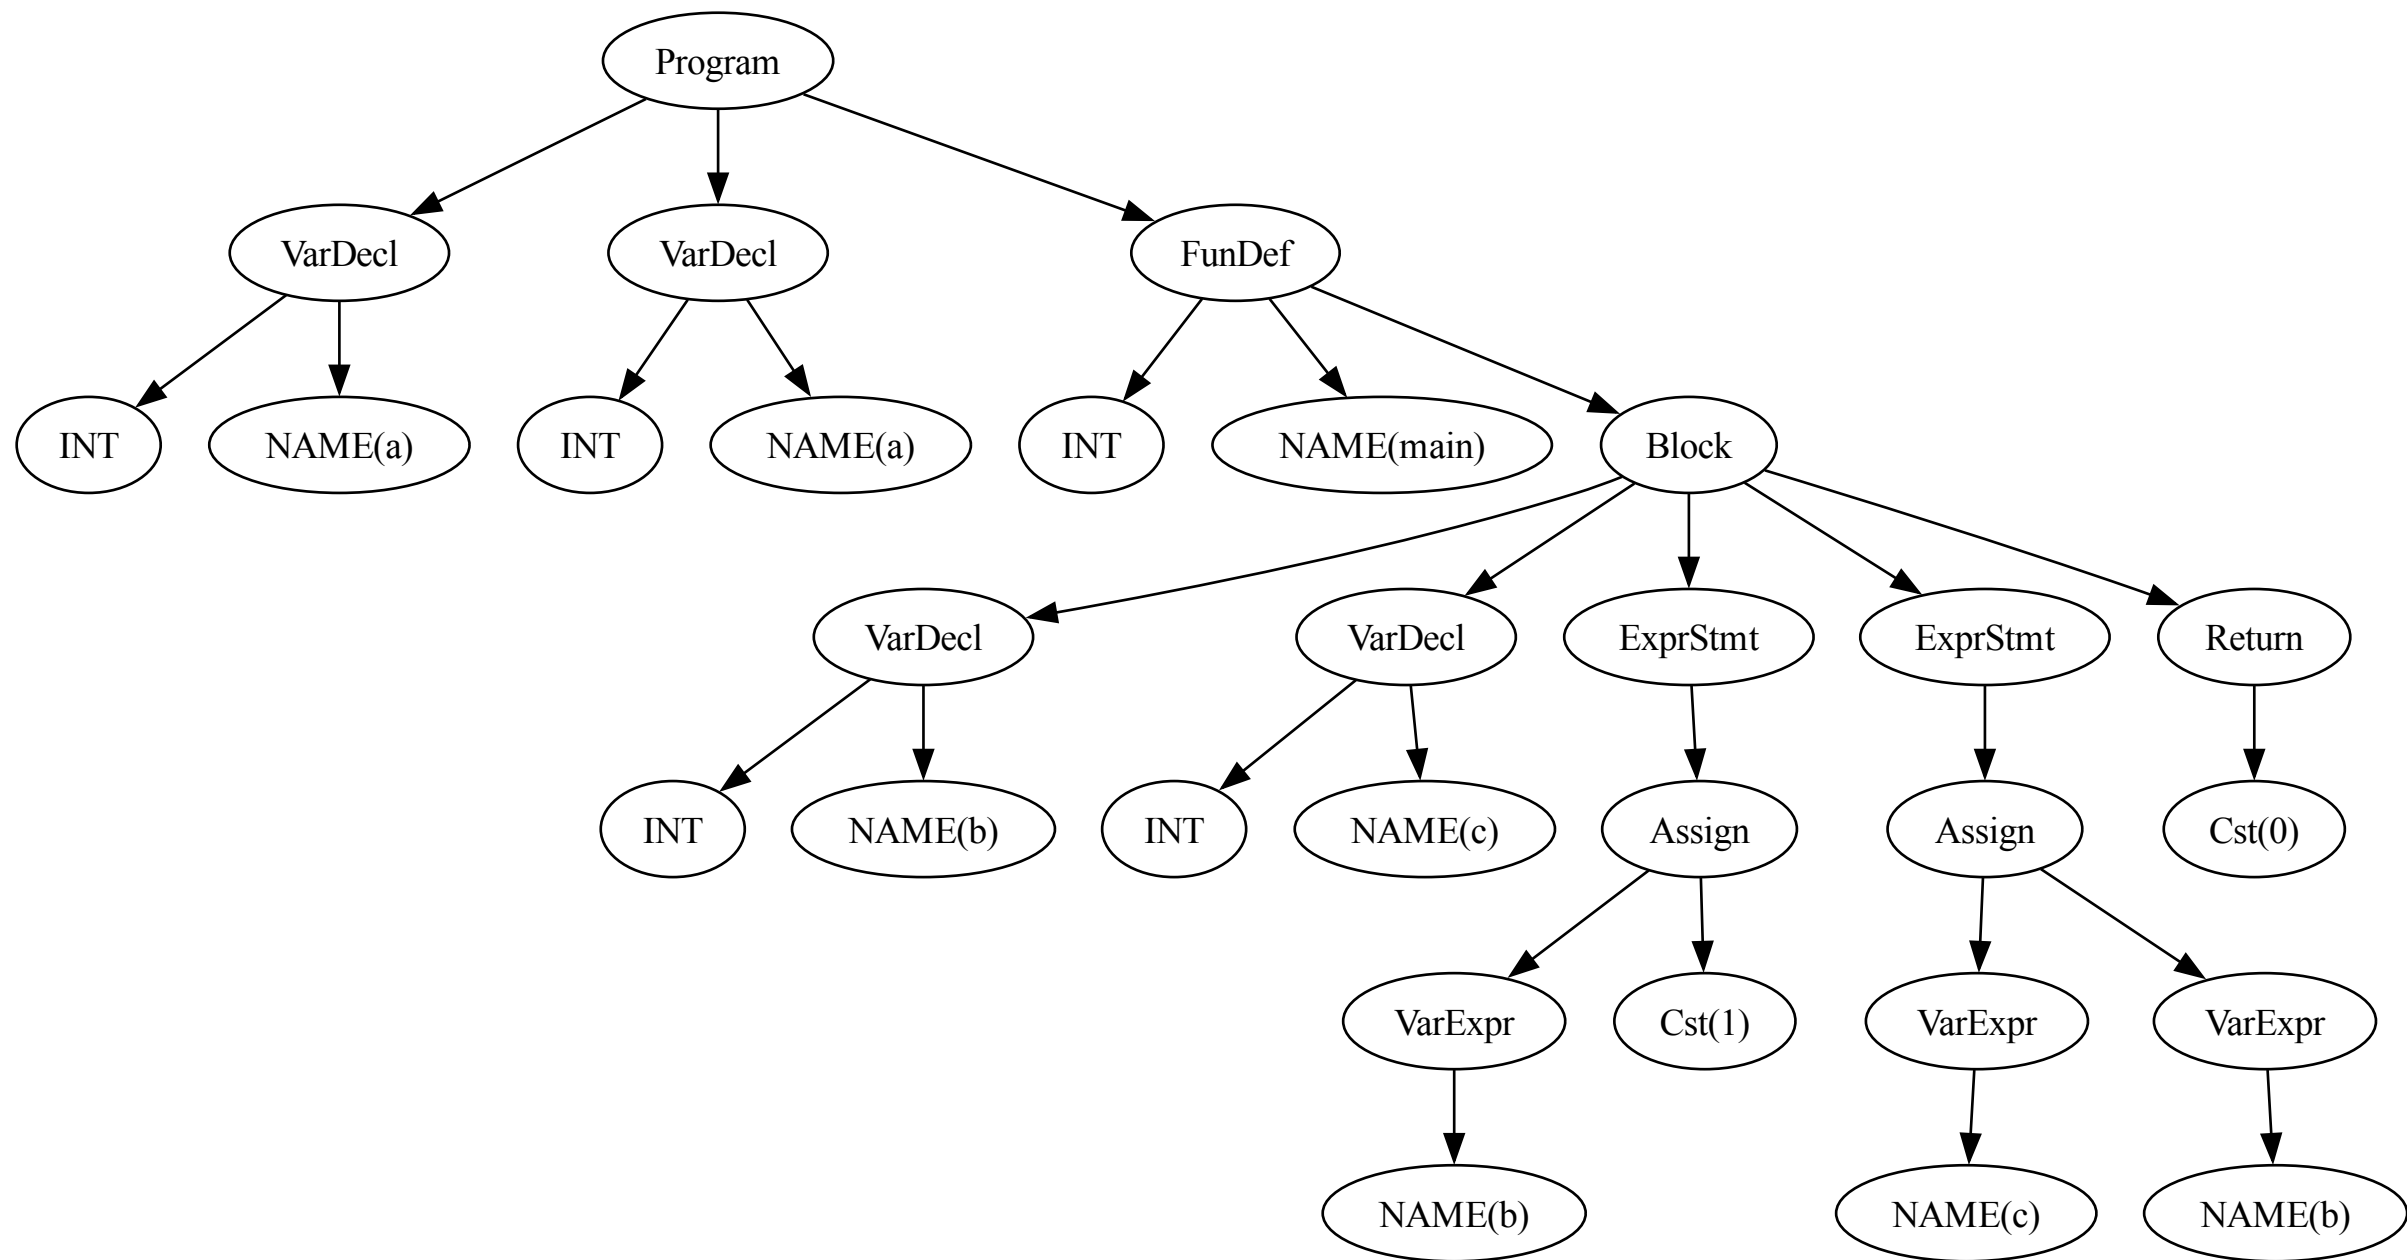 Program
VarDecl
VarDecl
FunDef
INT
NAME(a)
INT
NAME(a)
INT
NAME(main)
Block
VarDecl
VarDecl
ExprStmt
ExprStmt
Return
INT
NAME(b)
INT
NAME(c)
Assign
Assign
Cst(0)
VarExpr
Cst(1)
VarExpr
VarExpr
NAME(b)
NAME(c)
NAME(b)